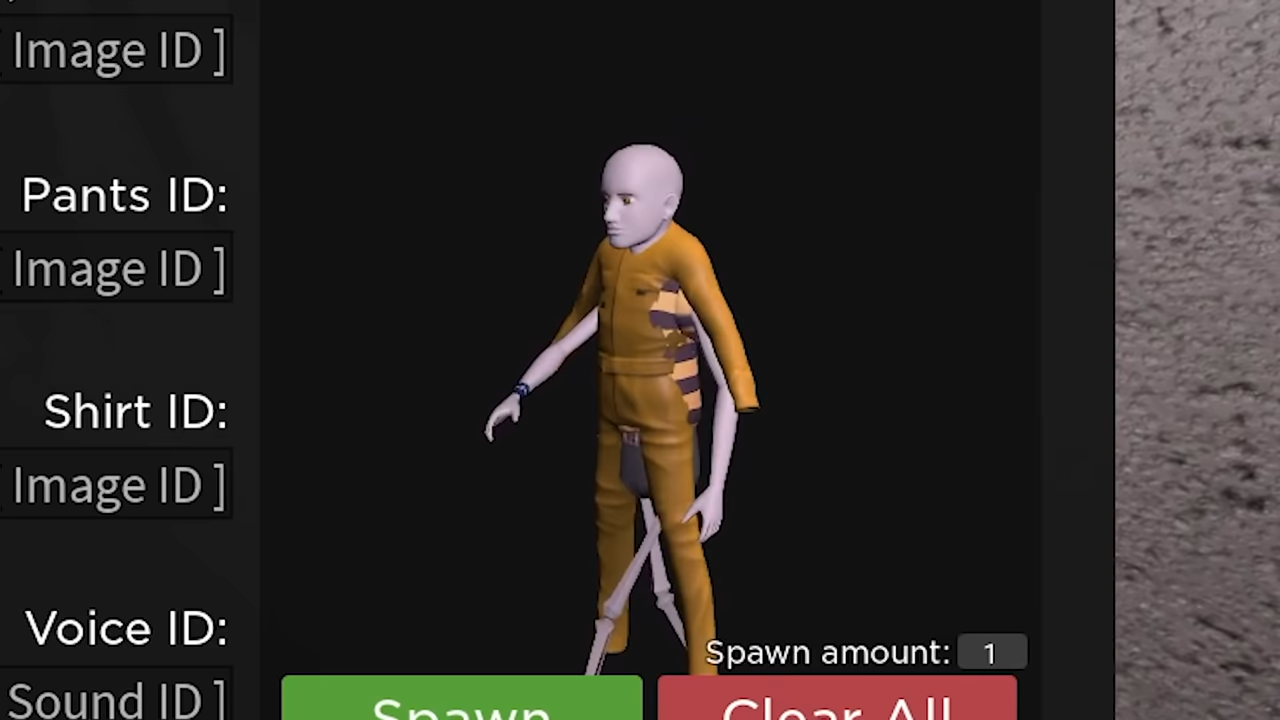 Image ID ]
Pants ID:
Image ID ]
Shirt ID:
Image ID ]
Voice ID:
Sound ID ]
Spawn amount: 1
Spawn
Clear All